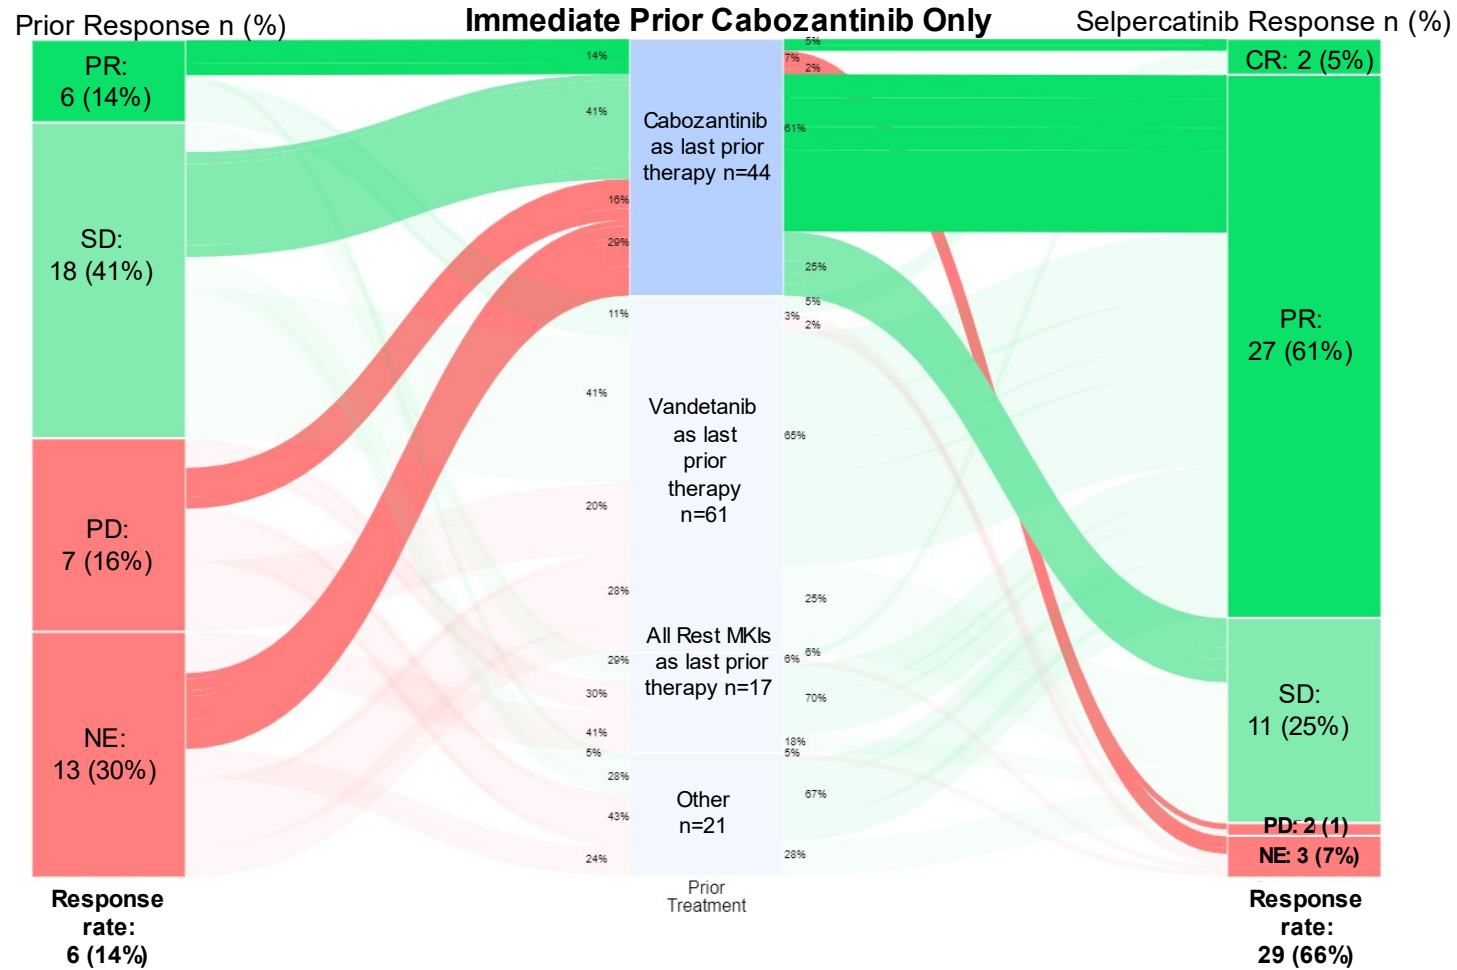 Immediate Prior Cabozantinib Only
Prior Response n (%)
Selpercatinib Response n (%)
PR:
6 (14%)
SD:
18 (41%)
PD:
7 (16%)
NE:
13 (30%)
Response
rate:
6 (14%)
14%
41%
16%
29%
11%
41%
20%
28%
29%
30%
41%
5%
28%
43%
24%
Cabozantinib
as last prior
therapy n=44
Vandetanib
as last
prior
therapy
n=61
All Rest MKIs
as last prior
therapy n=17
Other
n=21
Prior
Treatment
5%
7%
2%
61%
25%
5%
3%
2%
65%
25%
6%
6%
70%
18%
5%
67%
28%
CR: 2 (5%)
PR:
27 (61%)
SD:
11 (25%)
PD: 2 (1)
NE: 3 (7%)
Response
rate:
29 (66%)